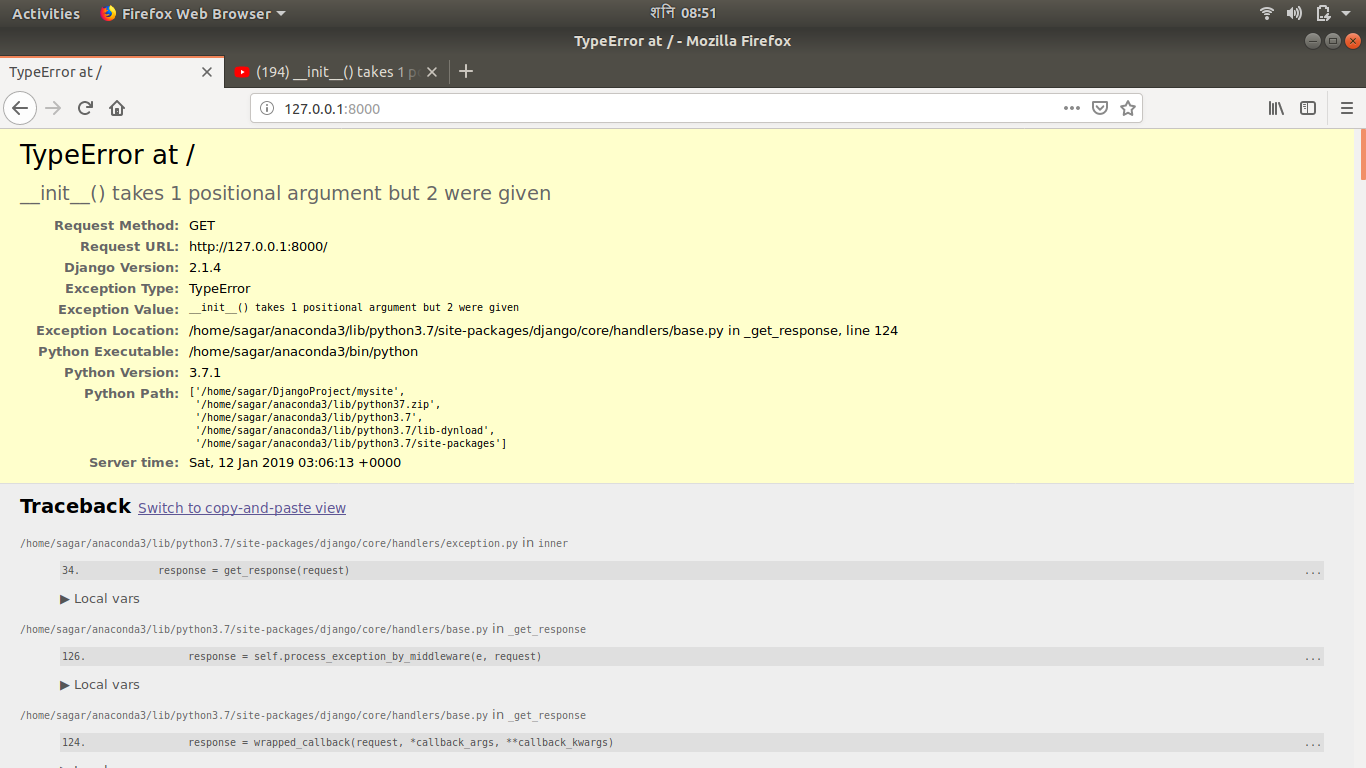 Activities Firefox Web Browser शनि 08:51
TypeError at / - Mozilla Firefox
TypeError at / (194) __init__() takes 1 p
127.0.0.1:8000
TypeError at /
__init__() takes 1 positional argument but 2 were given
Request Method: GET
Request URL: http://127.0.0.1:8000/
Django Version: 2.1.4
Exception Type: TypeError
Exception Value: __init__() takes 1 positional argument but 2 were given
Exception Location: /home/sagar/anaconda3/lib/python3.7/site-packages/django/core/handlers/base.py in _get_response, line 124
Python Executable: /home/sagar/anaconda3/bin/python
Python Version: 3.7.1
Python Path: ['/home/sagar/DjangoProject/mysite',
'/home/sagar/anaconda3/lib/python37.zip',
'/home/sagar/anaconda3/lib/python3.7',
'/home/sagar/anaconda3/lib/python3.7/lib-dynload',
'/home/sagar/anaconda3/lib/python3.7/site-packages']
Server time: Sat, 12 Jan 2019 03:06:13 +0000
Traceback Switch to copy-and-paste view
/home/sagar/anaconda3/lib/python3.7/site-packages/django/core/handlers/exception.py in inner
34. response = get_response(request) ...
▶ Local vars
/home/sagar/anaconda3/lib/python3.7/site-packages/django/core/handlers/base.py in _get_response
126. response = self.process_exception_by_middleware(e, request) ...
▶ Local vars
/home/sagar/anaconda3/lib/python3.7/site-packages/django/core/handlers/base.py in _get_response
124. response = wrapped_callback(request, *callback_args, **callback_kwargs) ...